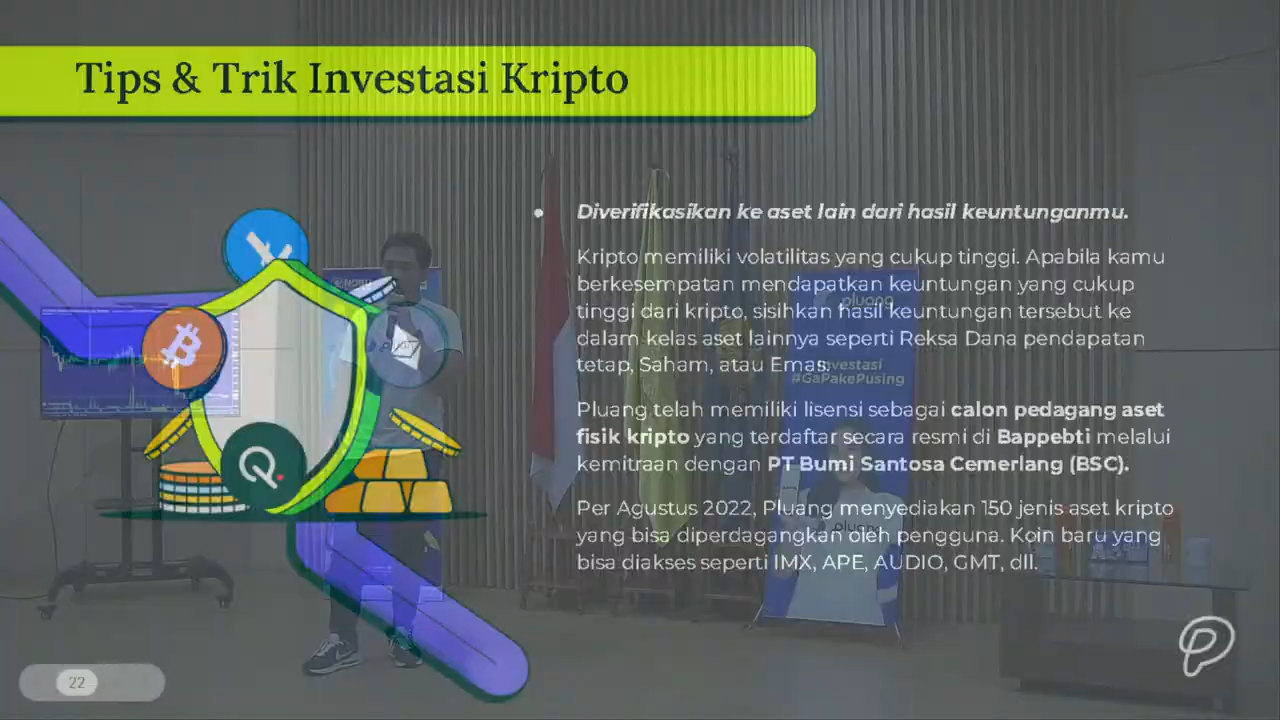 Tips & Trik Investasi Kripto
Diverifikasikan ke aset lain dari hasil keuntunganmu.
Kripto memiliki volatilitas yang cukup tinggi. Apabila kamu
berkesempatan mendapatkan keuntungan yang cukup
tinggi dari kripto, sisihkan hasil keuntungan tersebut ke
dalam kelas aset lainnya seperti Reksa Dana pendapatan
tetap, Saham, atau Emas.
Pluang telah memiliki lisensi sebagai calon pedagang aset
fisik kripto yang terdaftar secara resmi di Bappebti melalui
kemitraan dengan PT Bumi Santosa Cemerlang (BSC).
Per Agustus 2022, Pluang menyediakan 150 jenis aset kripto
yang bisa diperdagangkan oleh pengguna. Koin baru yang
bisa diakses seperti IMX, APE, AUDIO, GMT, dll.
pluang
Investasi
#GaPakePusing
pluang
22